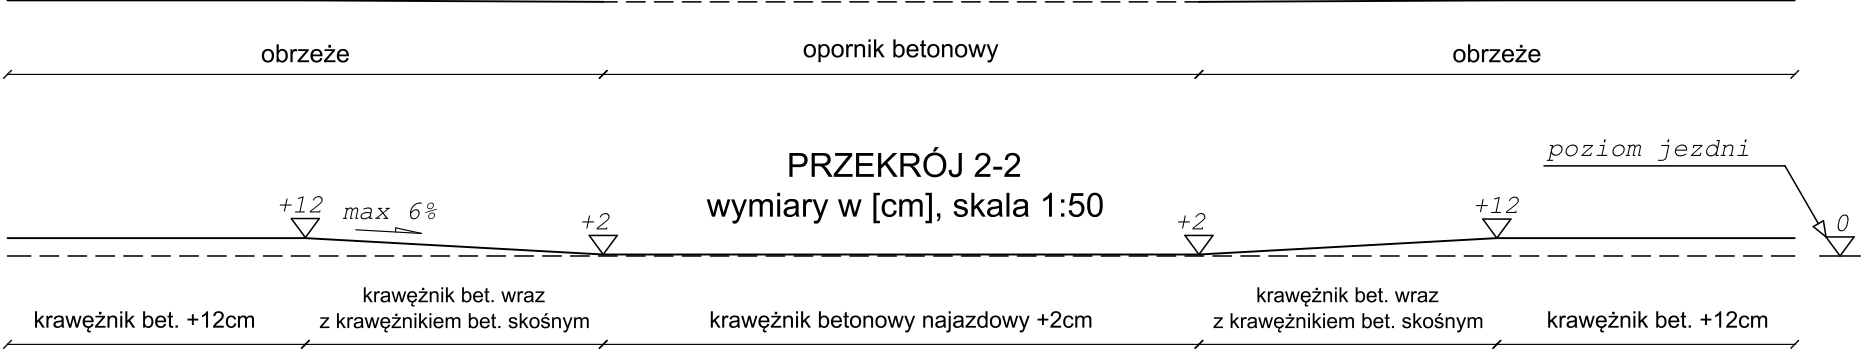 obrzeże
opornik betonowy
obrzeże
PRZEKRÓJ 2-2
wymiary w [cm], skala 1:50
poziom jezdni
+12
max 6%
+2
+2
+12
0
krawężnik bet. +12cm
krawężnik bet. wraz
z krawężnikiem bet. skośnym
krawężnik betonowy najazdowy +2cm
krawężnik bet. wraz
z krawężnikiem bet. skośnym
krawężnik bet. +12cm